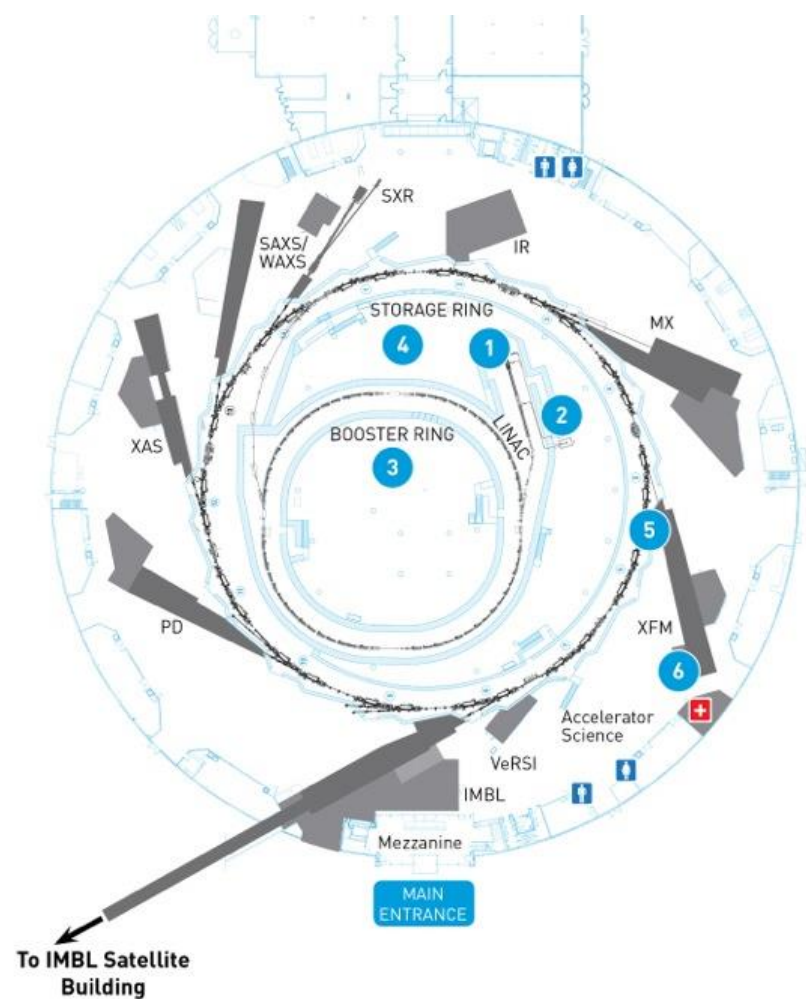 SXR
SAXS/
WAXS
IR
STORAGE RING
MX
4
1
LINAC
2
XAS
BOOSTER RING
3
5
PD
XFM
6
Accelerator
Science
VeRSI
IMBL
Mezzanine
MAIN
ENTRANCE
To IMBL Satellite
Building